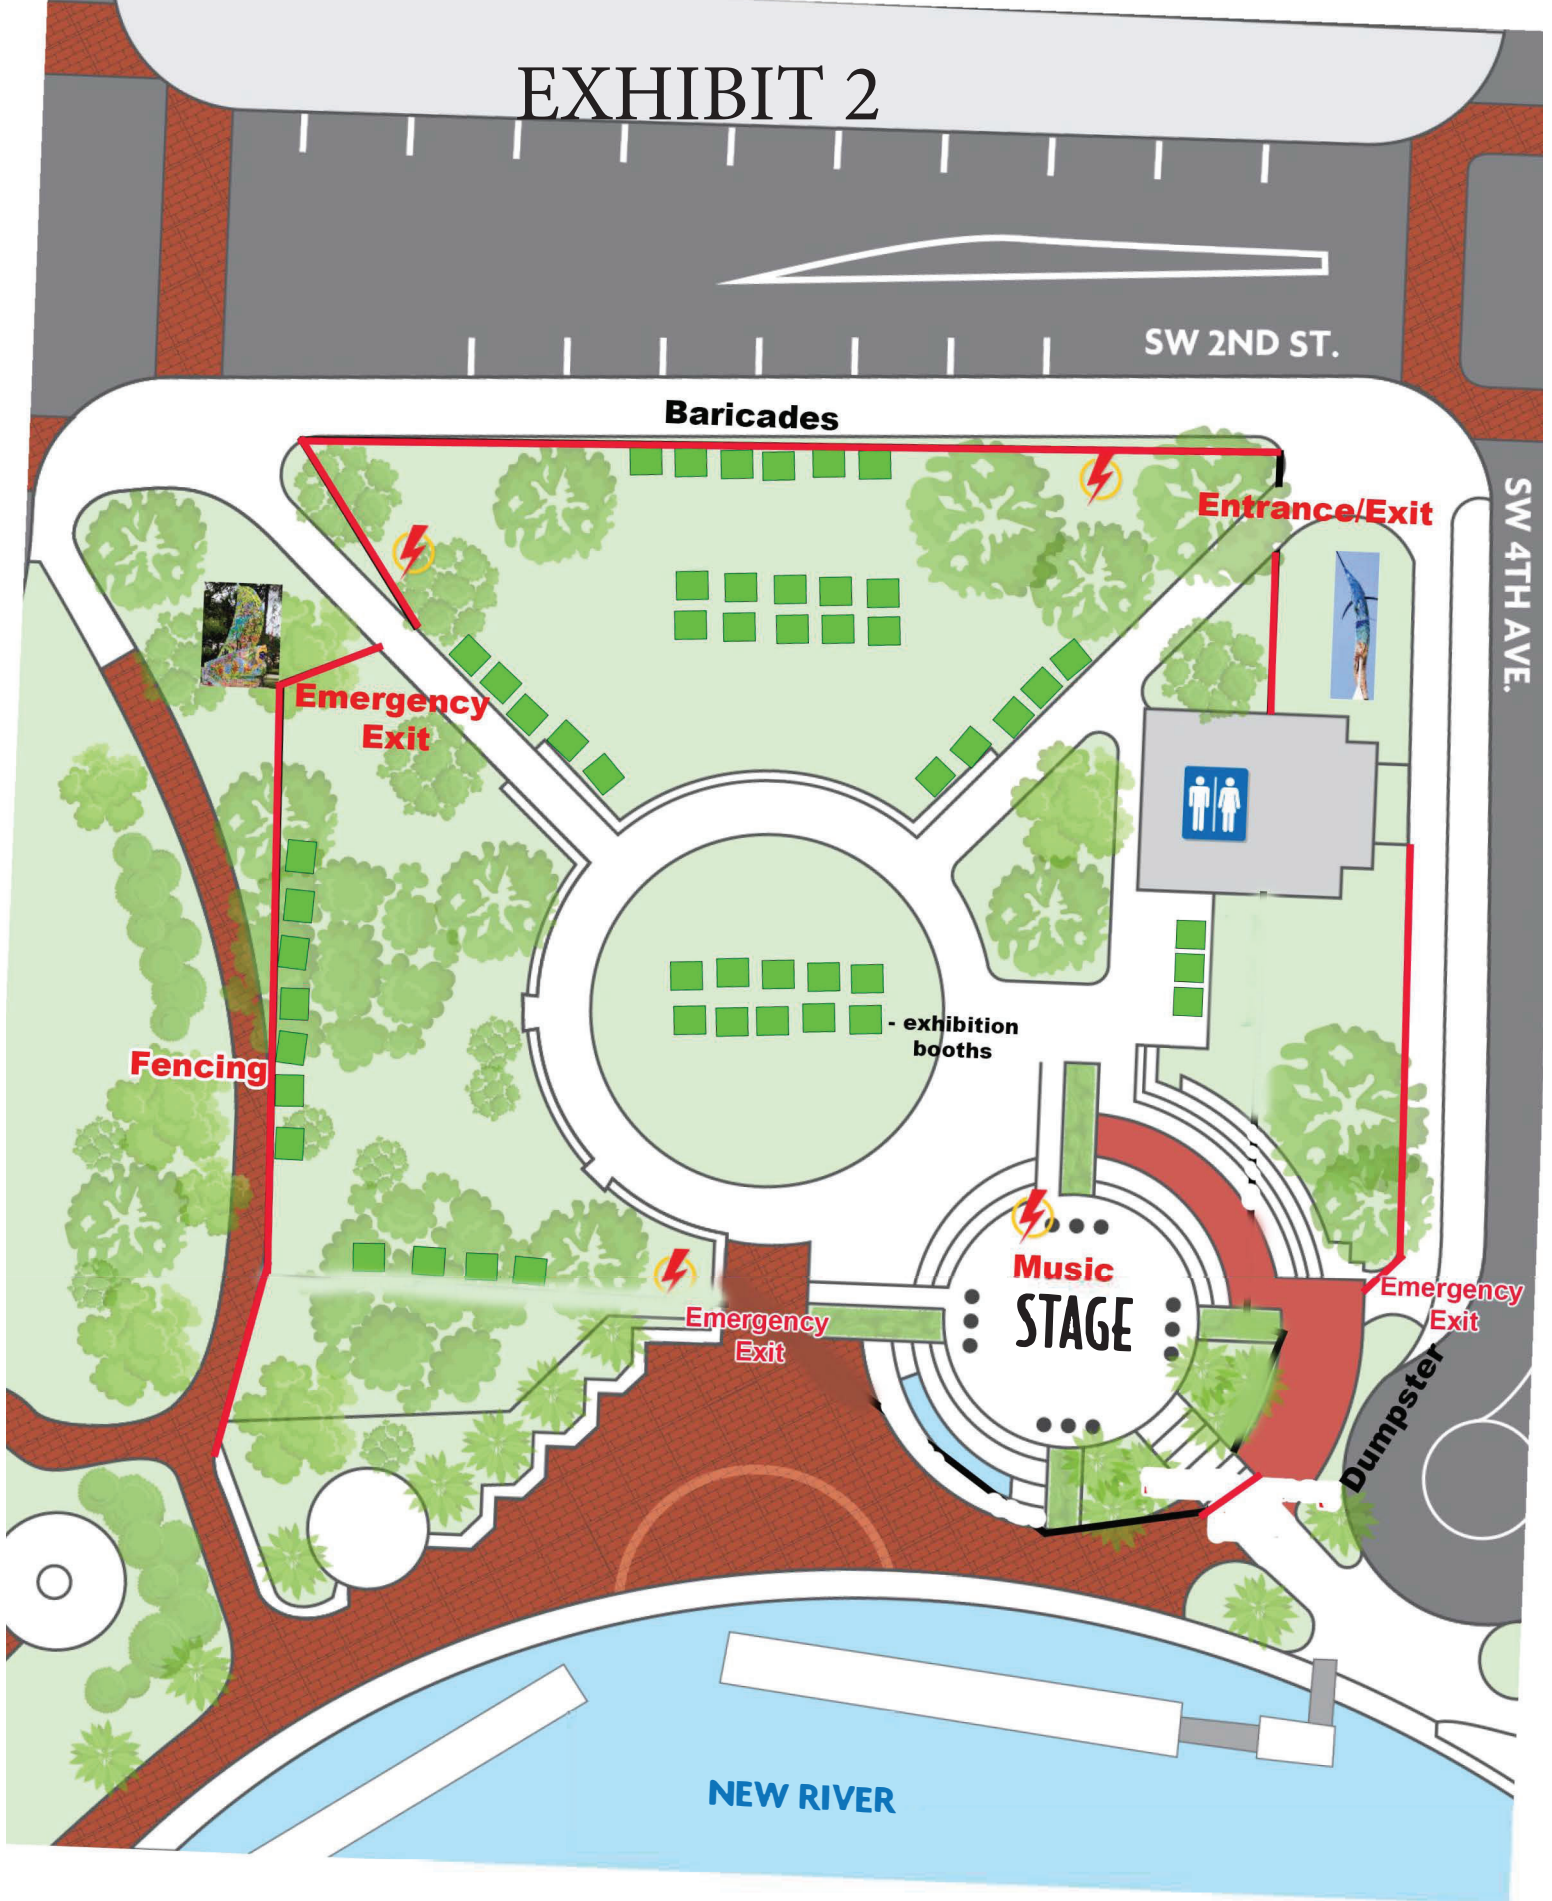 EXHIBIT 2
SW 2ND ST.
Baricades
Entrance/Exit
SW 4TH AVE.
Emergency
Exit
- exhibition
booths
Fencing
Music
STAGE
Emergency
Exit
Emergency
Exit
Dumpster
NEW RIVER